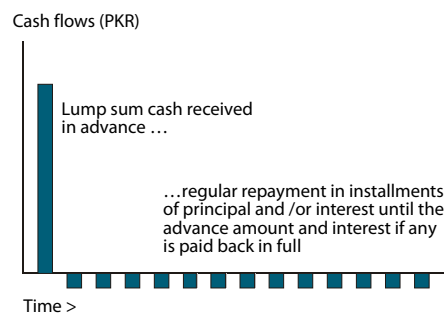 Cash flows (PKR)
Lump sum cash received
in advance …
…regular repayment in installments
of principal and /or interest until the
advance amount and interest if any
is paid back in full
Time >